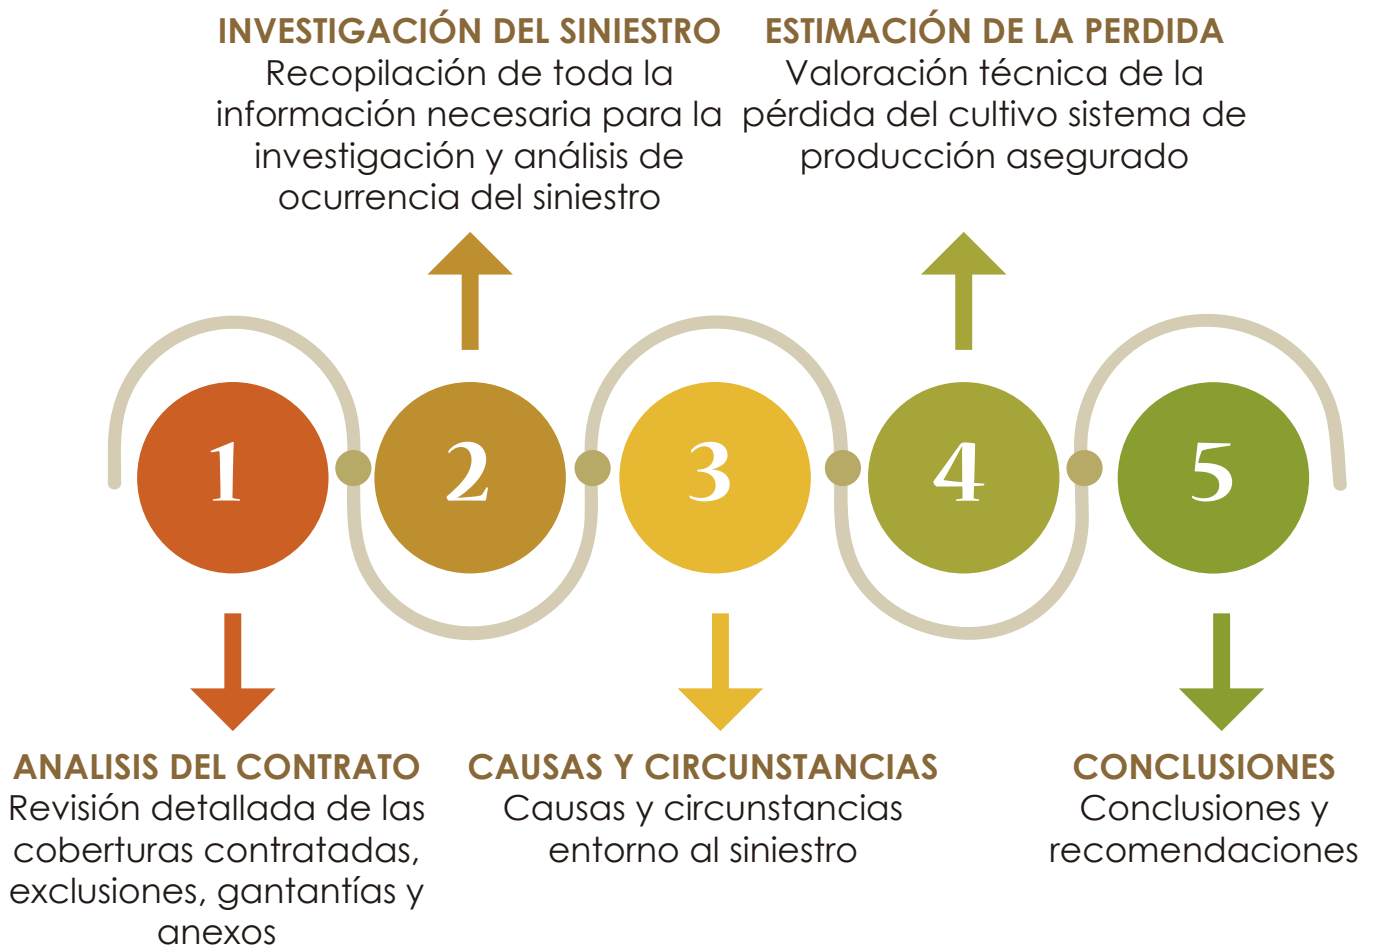 INVESTIGACIÓN DEL SINIESTRO
Recopilación de toda la
información necesaria para la
investigación y análisis de
ocurrencia del siniestro
ESTIMACIÓN DE LA PERDIDA
Valoración técnica de la
pérdida del cultivo sistema de
producción asegurado
1
2
3
4
5
ANALISIS DEL CONTRATO
Revisión detallada de las
coberturas contratadas,
exclusiones, gantantías y
anexos
CAUSAS Y CIRCUNSTANCIAS
Causas y circunstancias
entorno al siniestro
CONCLUSIONES
Conclusiones y
recomendaciones